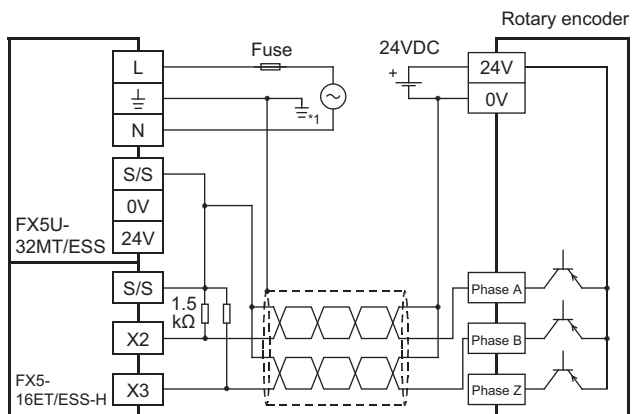 Rotary encoder
Fuse
24VDC
L
+
24V
0V
*1
N
S/S
0V
24V
FX5U-
32MT/ESS
S/S
1.5
kΩ
X2
X3
FX5-
16ET/ESS-H
Phase A
Phase B
Phase Z